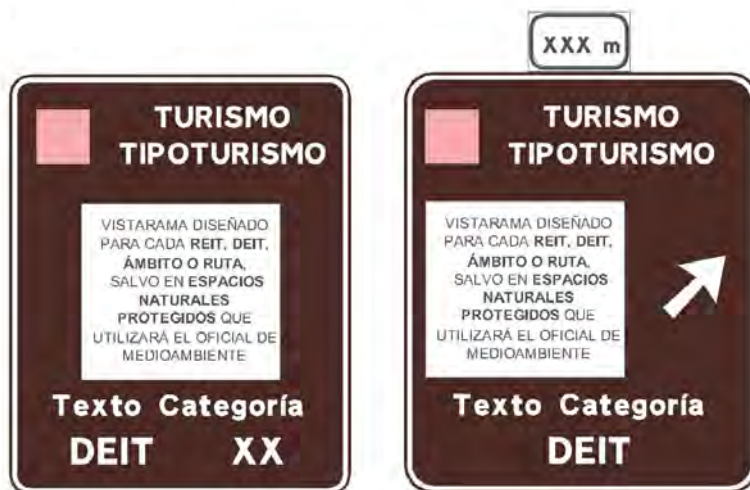 TURISMO
TIPOTURISMO
VISTARAMA DISEÑADO
PARA CADA REIT, DEIT,
ÁMBITO O RUTA,
SALVO EN ESPACIOS
NATURALES
PROTEGIDOS QUE
UTILIZARÁ EL OFICIAL DE
MEDIOAMBIENTE
Texto Categoría
DEIT XX
XXX m
TURISMO
TIPOTURISMO
VISTARAMA DISEÑADO
PARA CADA REIT, DEIT,
ÁMBITO O RUTA,
SALVO EN ESPACIOS
NATURALES
PROTEGIDOS QUE
UTILIZARÁ EL OFICIAL DE
MEDIOAMBIENTE
Texto Categoría
DEIT